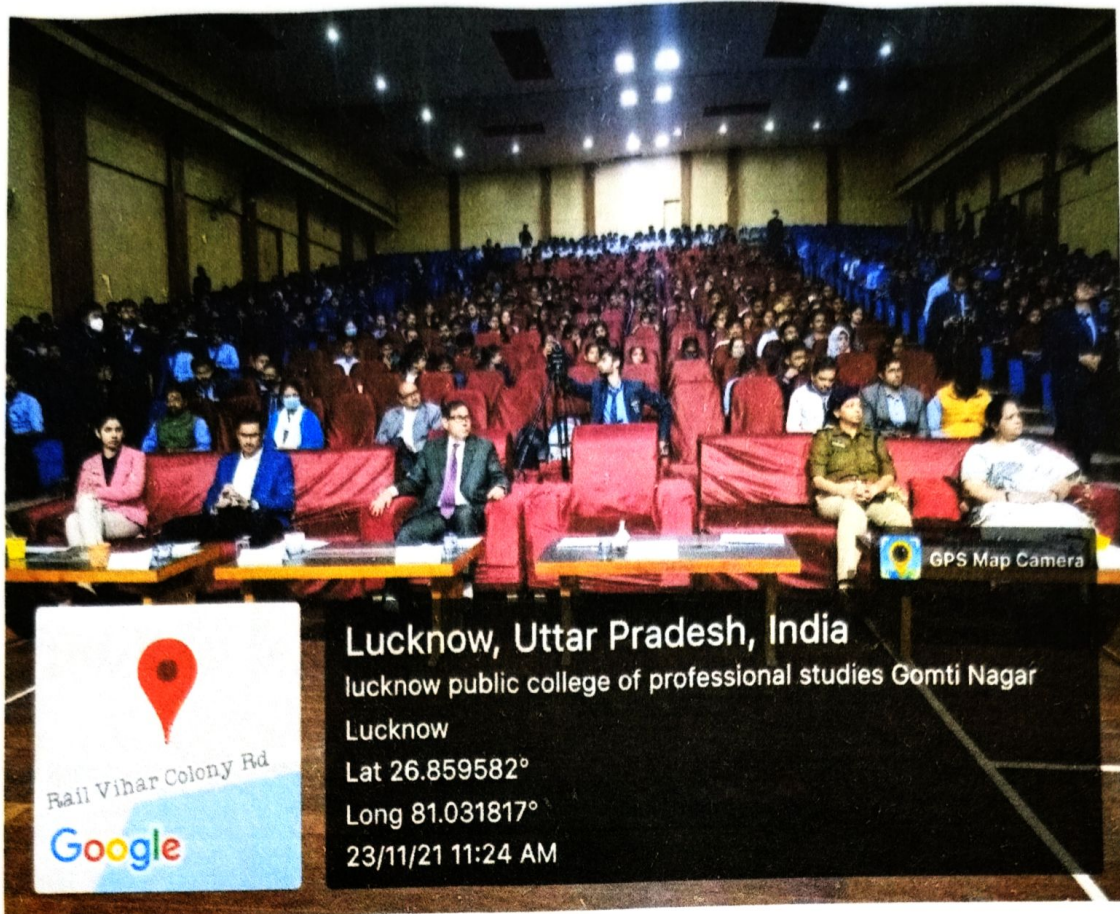 GPS Map Camera
Lucknow, Uttar Pradesh, India
lucknow public college of professional studies Gomti Nagar
Lucknow
Lat 26.859582°
Long 81.031817°
23/11/21 11:24 AM
Rail Vihar Colony Rd
Google